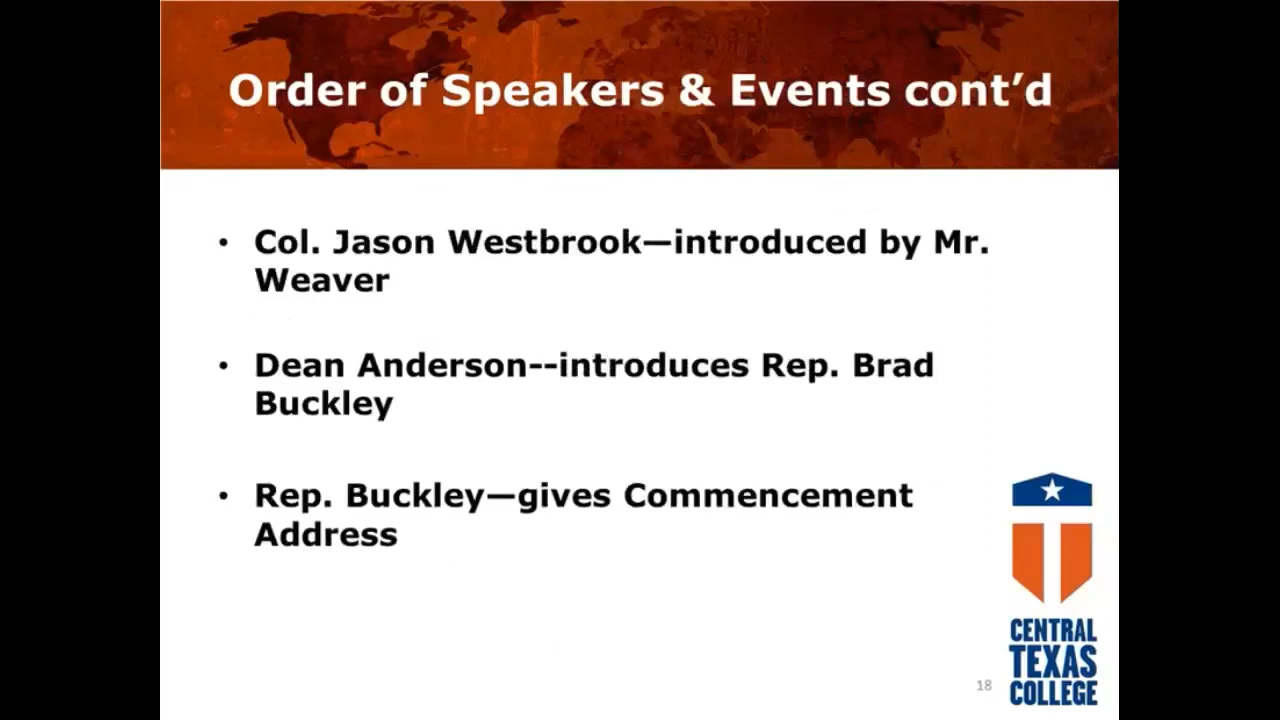 Order of Speakers & Events cont’d
• Col. Jason Westbrook—introduced by Mr.
Weaver
• Dean Anderson--introduces Rep. Brad
Buckley
• Rep. Buckley—gives Commencement
Address
CENTRAL
TEXAS
COLLEGE
18